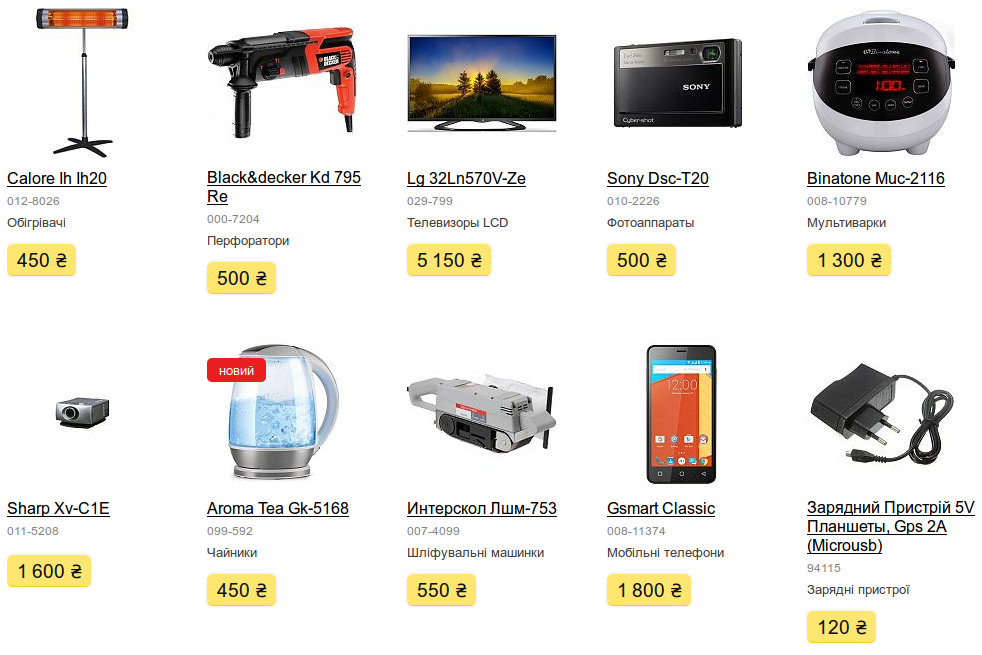 BLACK&DECKER
Cyber-shot
SONY
Binatone
1:00
Calore Ih Ih20
012-8026
Обігрівачі
450 ₴
Black&decker Kd 795
Re
000-7204
Перфоратори
500 ₴
Lg 32Ln570V-Ze
029-799
Телевизоры LCD
5 150 ₴
Sony Dsc-T20
010-2226
Фотоаппараты
500 ₴
Binatone Muc-2116
008-10779
Мультиварки
1 300 ₴
новий
12:00
Sharp Xv-C1E
011-5208
1 600 ₴
Aroma Tea Gk-5168
099-592
Чайники
450 ₴
Интерскол Лшм-753
007-4099
Шліфувальні машинки
550 ₴
Gsmart Classic
008-11374
Мобільні телефони
1 800 ₴
Зарядний Пристрій 5V
Планшеты, Gps 2A
(Microusb)
94115
Зарядні пристрої
120 ₴